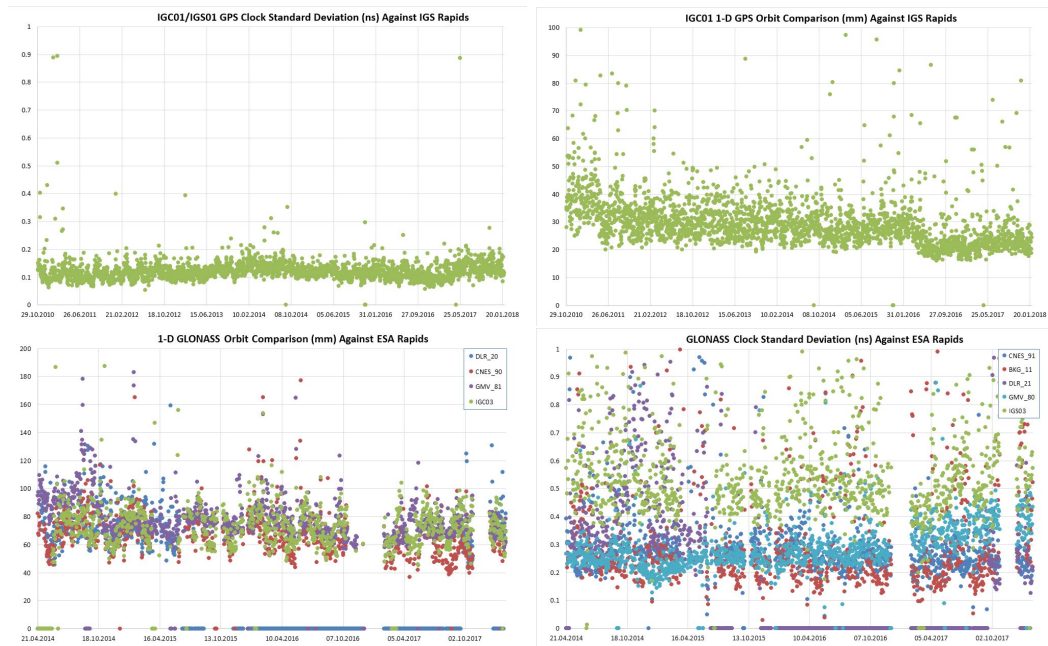 IGC01/IGS01 GPS Clock Standard Deviation (ns) Against IGS Rapids
1
0.9
0.8
0.7
0.6
0.5
0.4
0.3
0.2
0.1
0
29.10.2010 26.06.2011 21.02.2012 18.10.2012 15.06.2013 10.02.2014 08.10.2014 05.06.2015 31.01.2016 27.09.2016 25.05.2017 20.01.2018
IGC01 1-D GPS Orbit Comparison (mm) Against IGS Rapids
100
90
80
70
60
50
40
30
20
10
0
29.10.2010 26.06.2011 21.02.2012 18.10.2012 15.06.2013 10.02.2014 08.10.2014 05.06.2015 31.01.2016 27.09.2016 25.05.2017 20.01.2018
1-D GLONASS Orbit Comparison (mm) Against ESA Rapids
200
180
160
140
120
100
80
60
40
20
0
21.04.2014 18.10.2014 16.04.2015 13.10.2015 10.04.2016 07.10.2016 05.04.2017 02.10.2017
DLR_20
CNES_90
GMV_81
IGC03
GLONASS Clock Standard Deviation (ns) Against ESA Rapids
1
0.9
0.8
0.7
0.6
0.5
0.4
0.3
0.2
0.1
0
21.04.2014 18.10.2014 16.04.2015 13.10.2015 10.04.2016 07.10.2016 05.04.2017 02.10.2017
CNES_91
BKG_11
DLR_21
GMV_80
IGS03